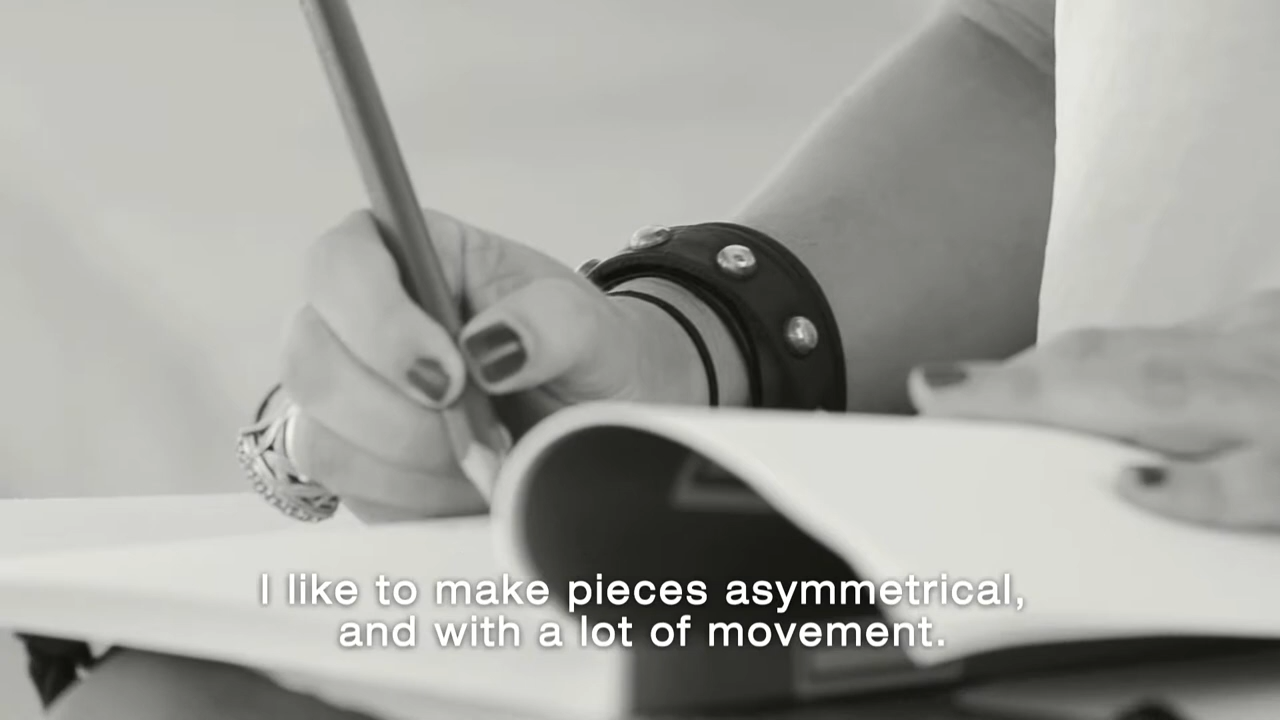 I like to make pieces asymmetrical,
and with a lot of movement.